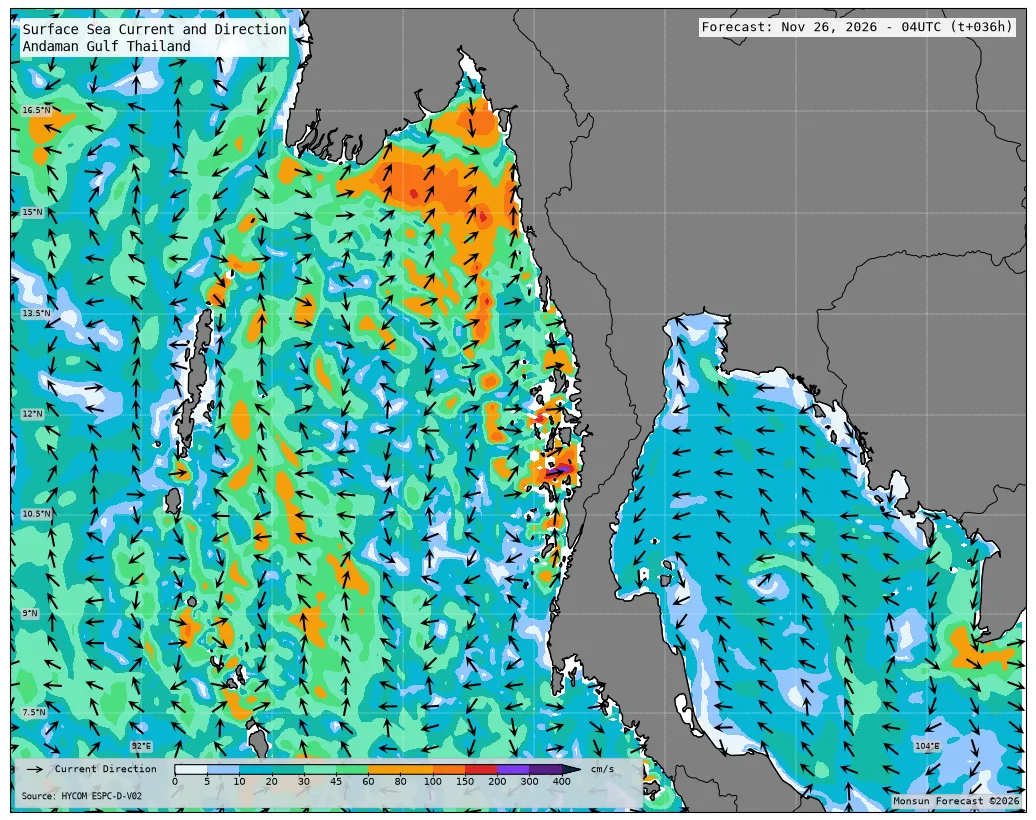 Surface Sea Current and Direction
Andaman Gulf Thailand
Forecast: Nov 26, 2026 - 04UTC (t+036h)
16.5°N
15°N
13.5°N
12°N
10.5°N
9°N
7.5°N
92°E
104°E
Current Direction
cm/s
0 5 10 20 30 45 60 80 100 150 200 300 400
Source: HYCOM ESPC-D-V02
Monsun Forecast ©2026